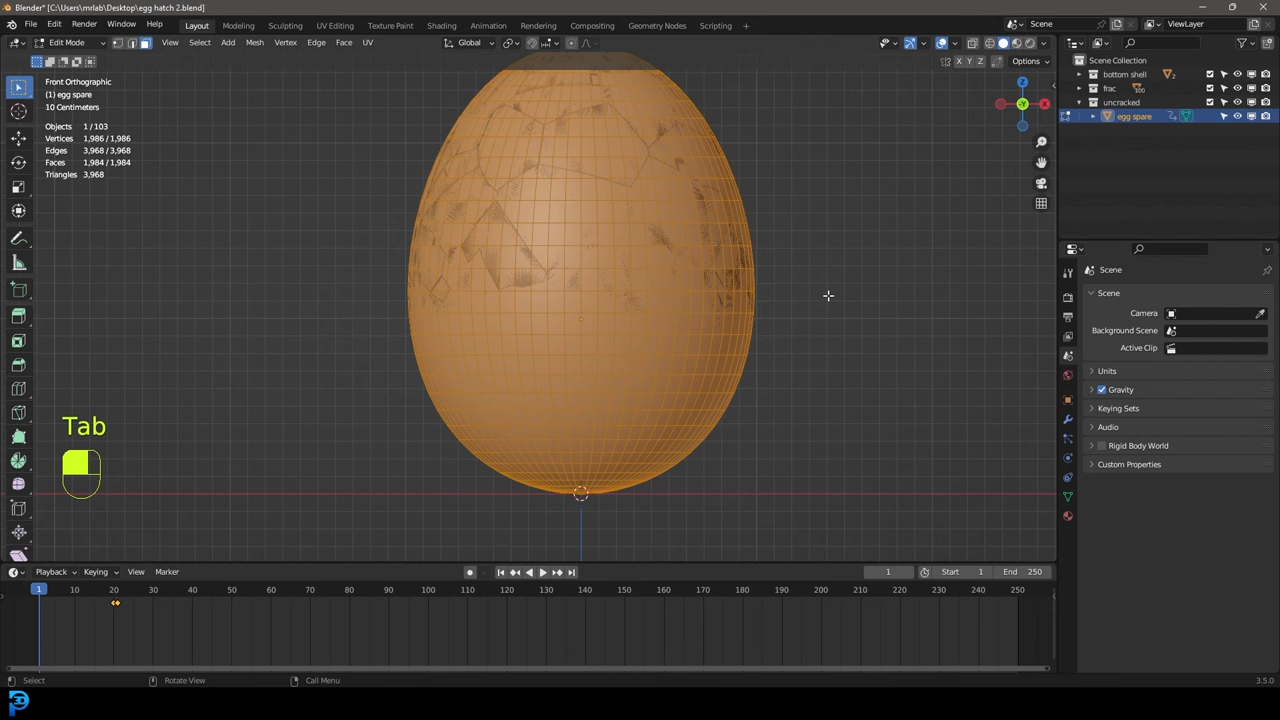 Blender* [C:\Users\mrlab\Desktop\egg hatch 2.blend]
File Edit Render Window Help Layout Modeling Sculpting UV Editing Texture Paint Shading Animation Rendering Compositing Geometry Nodes Scripting Scene ViewLayer
Edit Mode View Select Add Mesh Vertex Edge Face UV Global
X Y Z Options
Front Orthographic
(1) egg spare
10 Centimeters
Objects 1 / 103
Vertices 1,986 / 1,986
Edges 3,968 / 3,968
Faces 1,984 / 1,984
Triangles 3,968
Z
Y X
Tab
Scene Collection
bottom shell 2
frac 100
uncracked
egg spare
Scene
Scene
Camera
Background Scene
Active Clip
Units
Gravity
Keying Sets
Audio
Rigid Body World
Custom Properties
Playback Keying View Marker 1 Start 1 End 250
1 10 20 30 40 50 60 70 80 90 100 110 120 130 140 150 160 170 180 190 200 210 220 230 240 250
Select Rotate View Call Menu 3.5.0